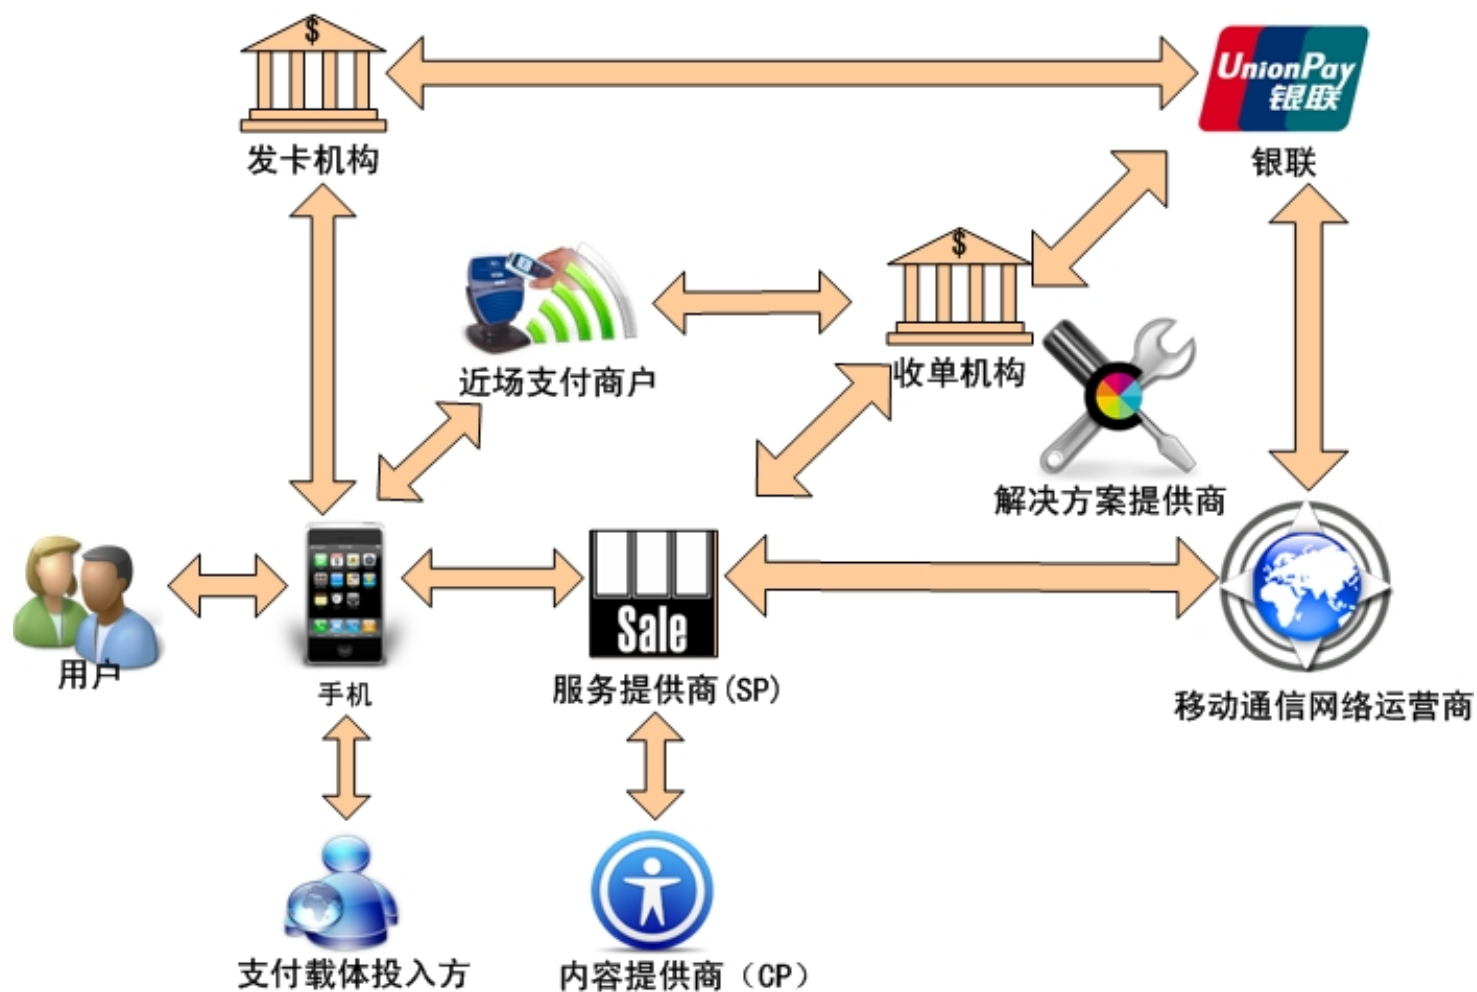 $
UnionPay
银联
发卡机构
银联
$
近场支付商户
收单机构
解决方案提供商
Sale
用户
手机
服务提供商(SP)
移动通信网络运营商
支付载体投入方
内容提供商（CP）